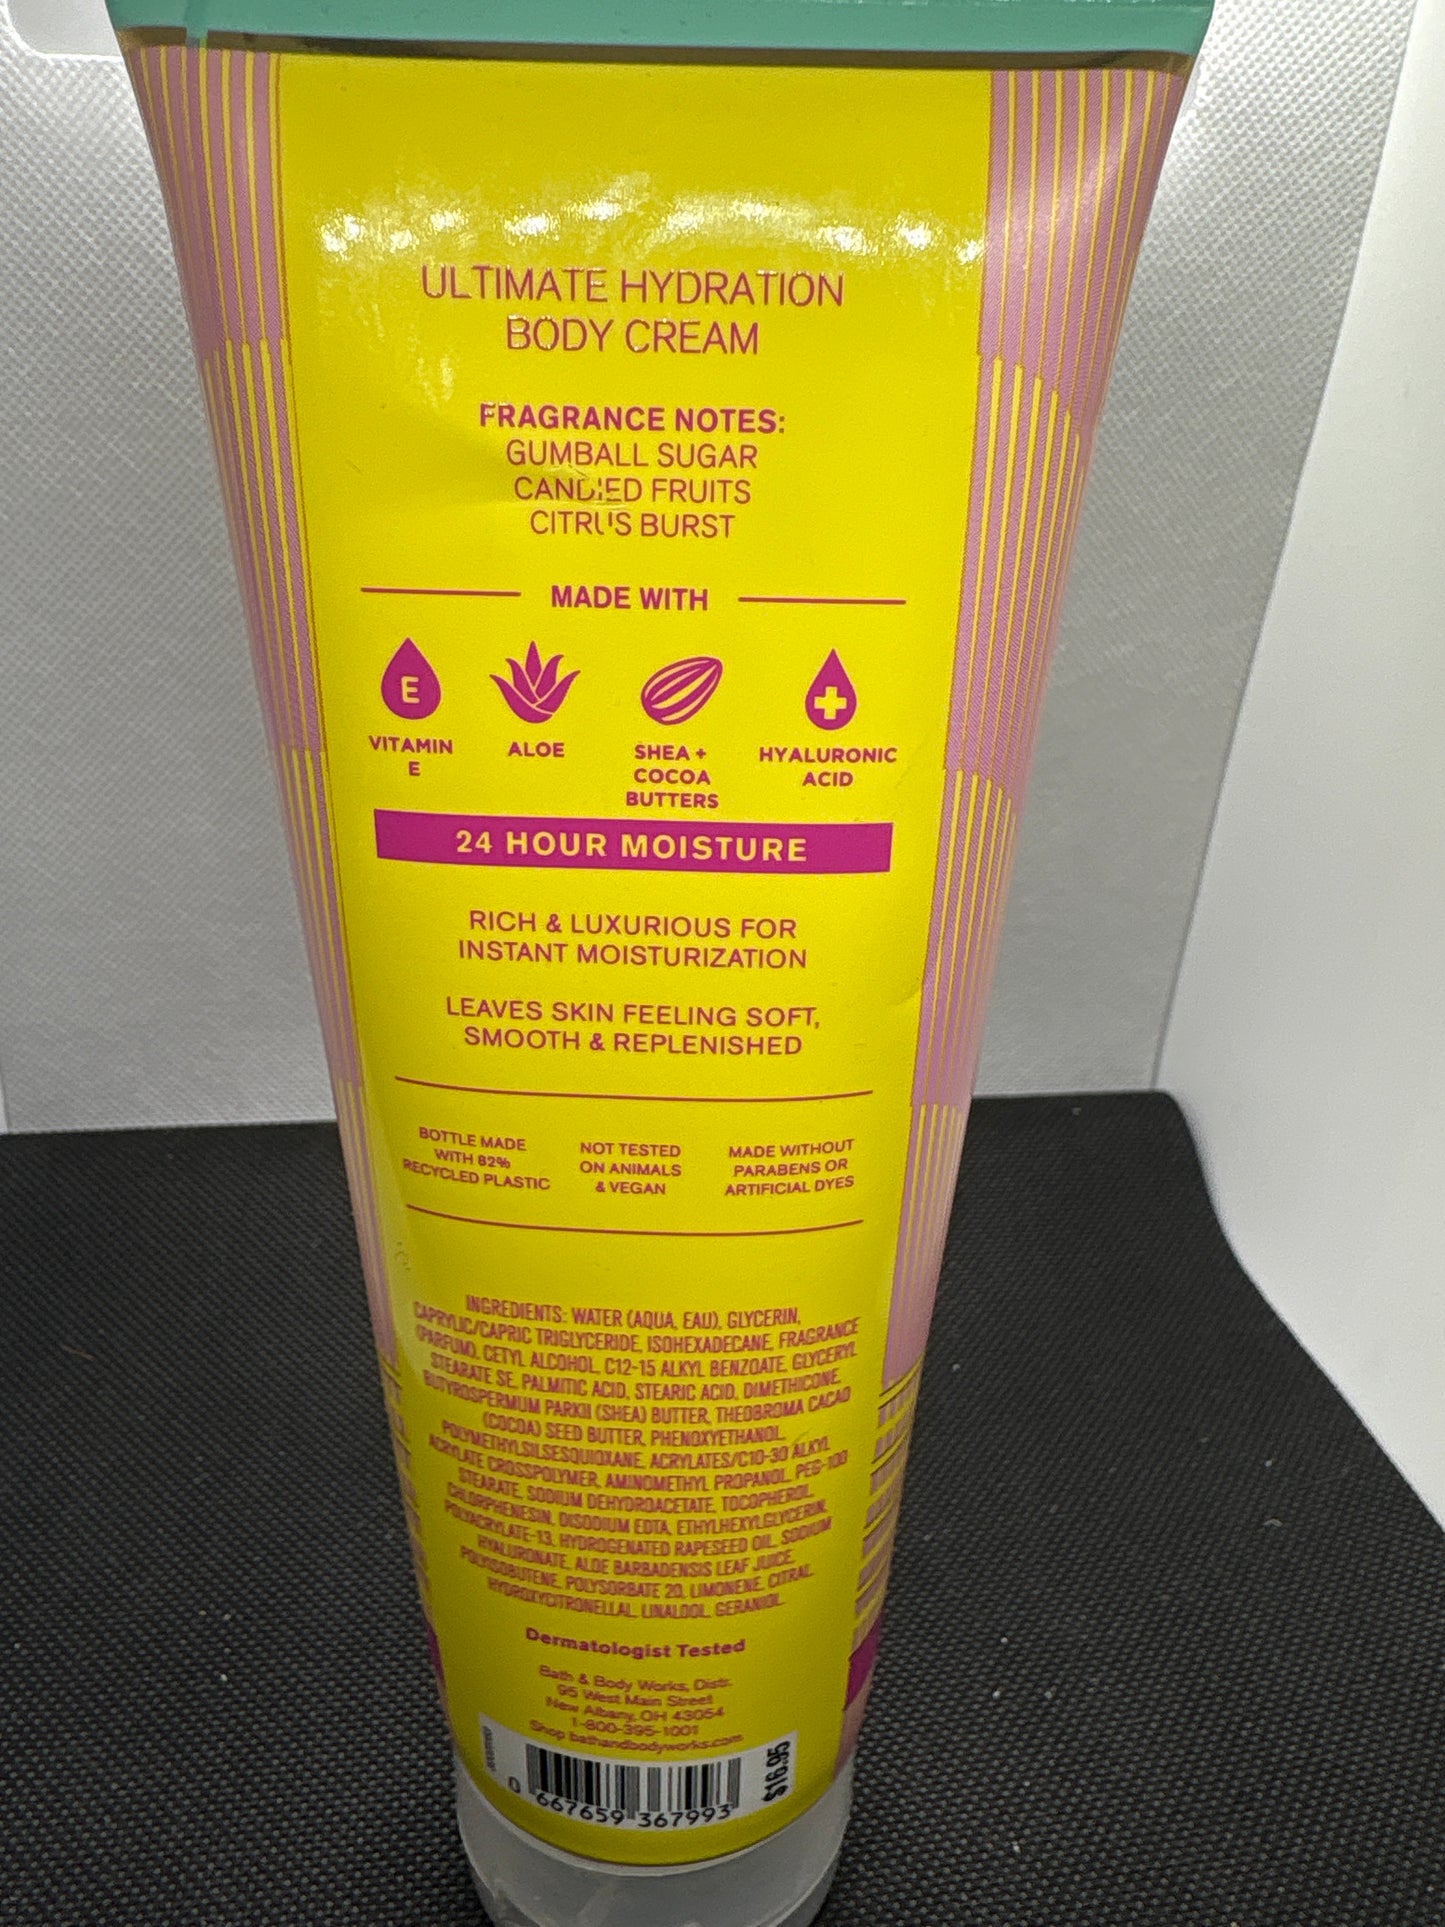 ULTIMATE HYDRATION
BODY CREAM
FRAGRANCE NOTES:
GUMBALL SUGAR
CANDIED FRUITS
CITRUS BURST
MADE WITH
E
VITAMIN
E
ALOE
SHEA +
COCOA
BUTTERS
HYALURONIC
ACID
24 HOUR MOISTURE
RICH & LUXURIOUS FOR
INSTANT MOISTURIZATION
LEAVES SKIN FEELING SOFT,
SMOOTH & REPLENISHED
BOTTLE MADE
WITH 82%
RECYCLED PLASTIC
NOT TESTED
ON ANIMALS
& VEGAN
MADE WITHOUT
PARABENS OR
ARTIFICIAL DYES
INGREDIENTS: WATER (AQUA, EAU), GLYCERIN,
CAPRYLIC/CAPRIC TRIGLYCERIDE, ISOHEXADECANE, FRAGRANCE
(PARFUM), CETYL ALCOHOL, C12-15 ALKYL BENZOATE, GLYCERYL
STEARATE SE, PALMITIC ACID, STEARIC ACID, DIMETHICONE,
BUTYROSPERMUM PARKII (SHEA) BUTTER, THEOBROMA CACAO
(COCOA) SEED BUTTER, PHENOXYETHANOL,
POLYMETHYLSILSESQUIOXANE, ACRYLATES/C10-30 ALKYL
ACRYLATE CROSSPOLYMER, AMINOMETHYL PROPANOL, PEG-100
STEARATE, SODIUM DEHYDROACETATE, TOCOPHEROL,
CHLORPHENESIN, DISODIUM EDTA, ETHYLHEXYLGLYCERIN,
POLYACRYLATE-13, HYDROGENATED RAPESEED OIL, SODIUM
HYALURONATE, ALOE BARBADENSIS LEAF JUICE,
POLYISOBUTENE, POLYSORBATE 20, LIMONENE, CITRAL,
HYDROXYCITRONELLAL, LINALOOL, GERANIOL.
Dermatologist Tested
Bath & Body Works, Distr.
95 West Main Street
New Albany, OH 43054
1-800-395-1001
Shop bathandbodyworks.com
$16.95
0 667659 367993